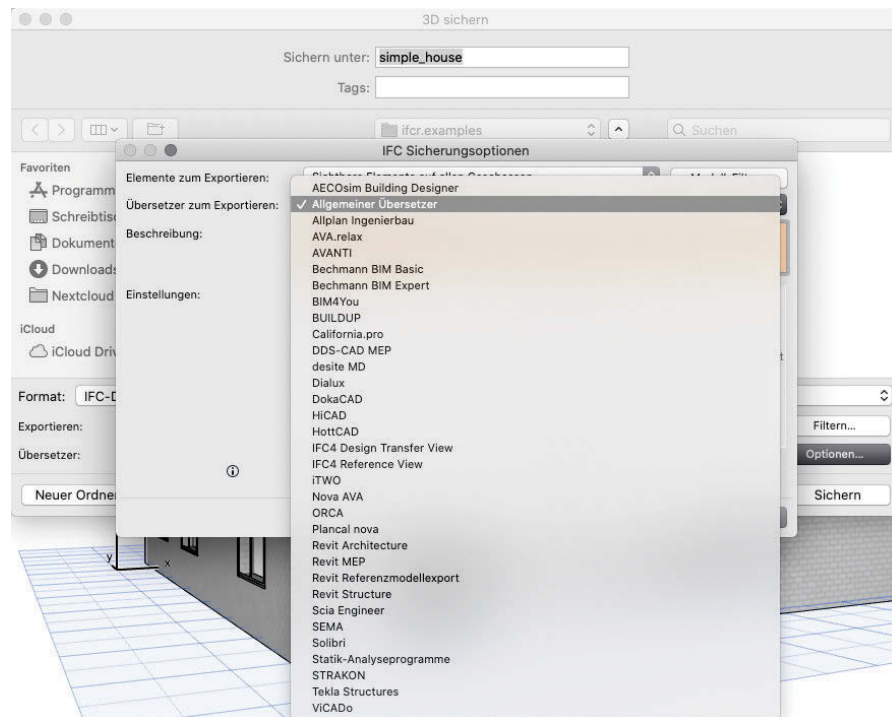 3D sichern
Sichern unter: simple_house
Tags:
ifcr.examples
Suchen
IFC Sicherungsoptionen
Favoriten
Programm
Schreibtisc
Dokument
Downloads
Nextcloud
iCloud
iCloud Driv
Elemente zum Exportieren:
Übersetzer zum Exportieren:
Beschreibung:
Einstellungen:
AECOsim Building Designer
✓ Allgemeiner Übersetzer
Allplan Ingenierbau
AVA.relax
AVANTI
Bechmann BIM Basic
Bechmann BIM Expert
BIM4You
BUILDUP
California.pro
DDS-CAD MEP
desite MD
Dialux
DokaCAD
HiCAD
HottCAD
IFC4 Design Transfer View
IFC4 Reference View
iTWO
Nova AVA
ORCA
Plancal nova
Revit Architecture
Revit MEP
Revit Referenzmodellexport
Revit Structure
Scia Engineer
SEMA
Solibri
Statik-Analyseprogramme
STRAKON
Tekla Structures
ViCADo
Format: IFC-D
Exportieren:
Filtern...
Übersetzer:
Optionen...
Neuer Ordne
Sichern
y
x